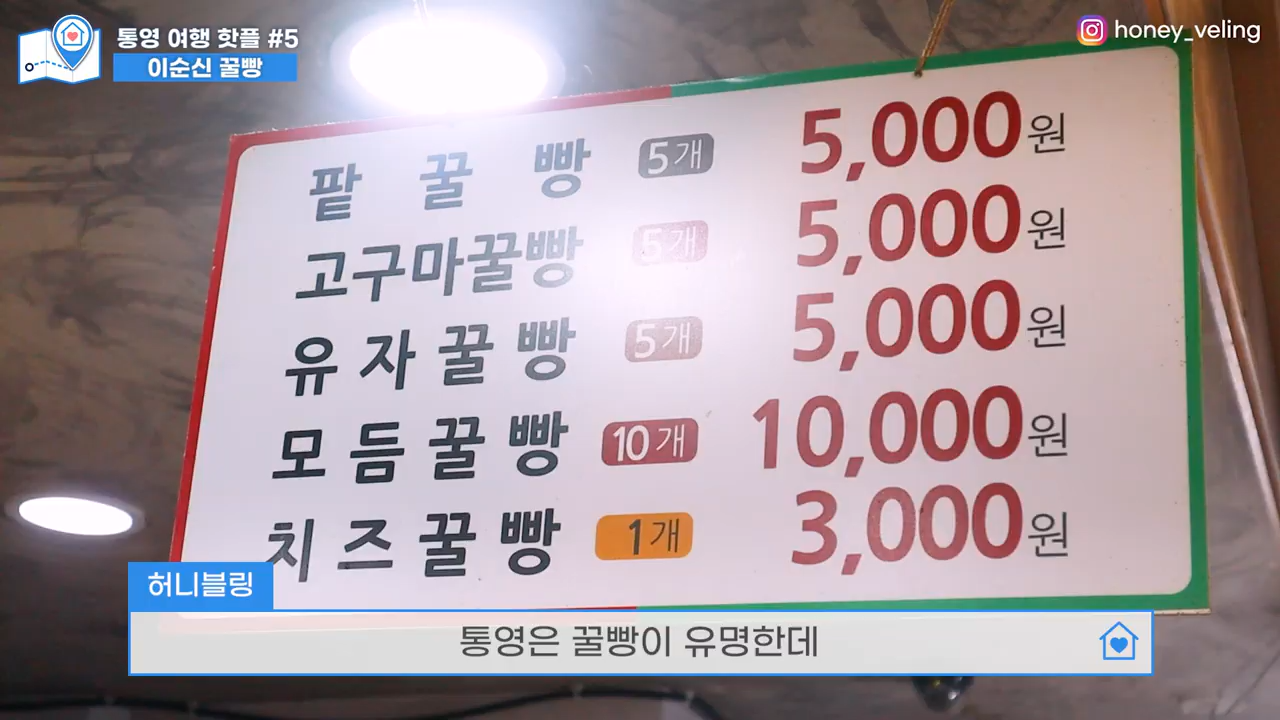 통영 여행 핫플 #5
이순신 꿀빵
honey_veling
팥 꿀 빵 5개 5,000원
고구마꿀빵 5개 5,000원
유자꿀빵 5개 5,000원
모듬꿀빵 10개 10,000원
치즈꿀빵 1개 3,000원
허니블링
통영은 꿀빵이 유명한데